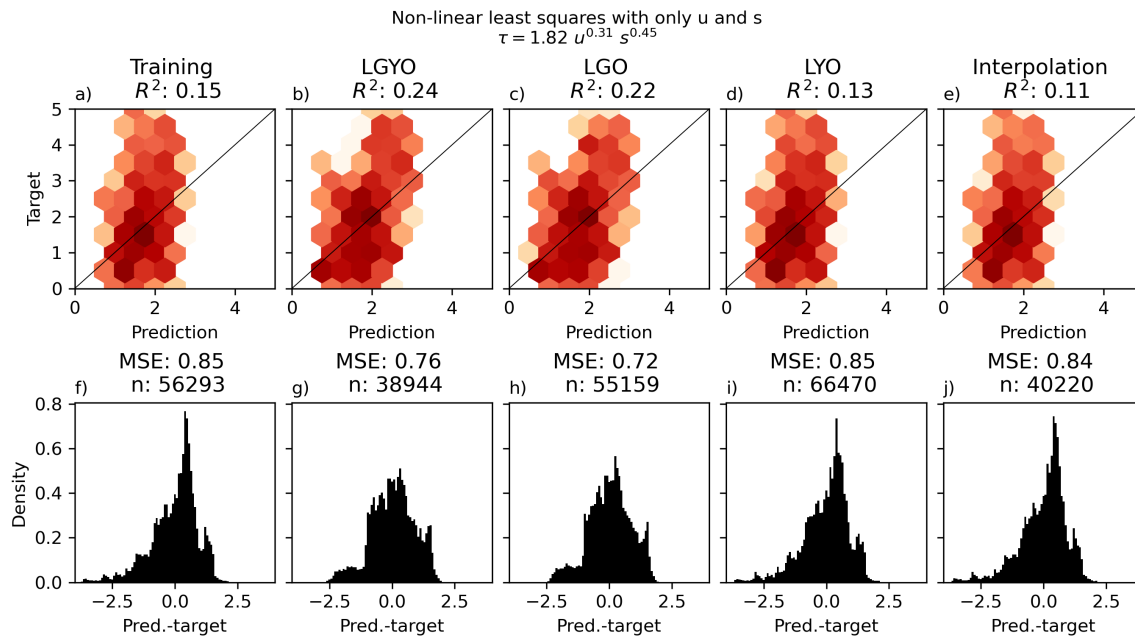 Non-linear least squares with only u and s
τ = 1.82 u^0.31 s^0.45
Training
R²: 0.15
a)
LGYO
R²: 0.24
b)
LGO
R²: 0.22
c)
LYO
R²: 0.13
d)
Interpolation
R²: 0.11
e)
Target
5
4
3
2
1
0
0 2 4
0 2 4
0 2 4
0 2 4
0 2 4
Prediction
Prediction
Prediction
Prediction
Prediction
MSE: 0.85
f) n: 56293
MSE: 0.76
g) n: 38944
MSE: 0.72
h) n: 55159
MSE: 0.85
i) n: 66470
MSE: 0.84
j) n: 40220
Density
0.8
0.6
0.4
0.2
0.0
−2.5 0.0 2.5
−2.5 0.0 2.5
−2.5 0.0 2.5
−2.5 0.0 2.5
−2.5 0.0 2.5
Pred.-target
Pred.-target
Pred.-target
Pred.-target
Pred.-target